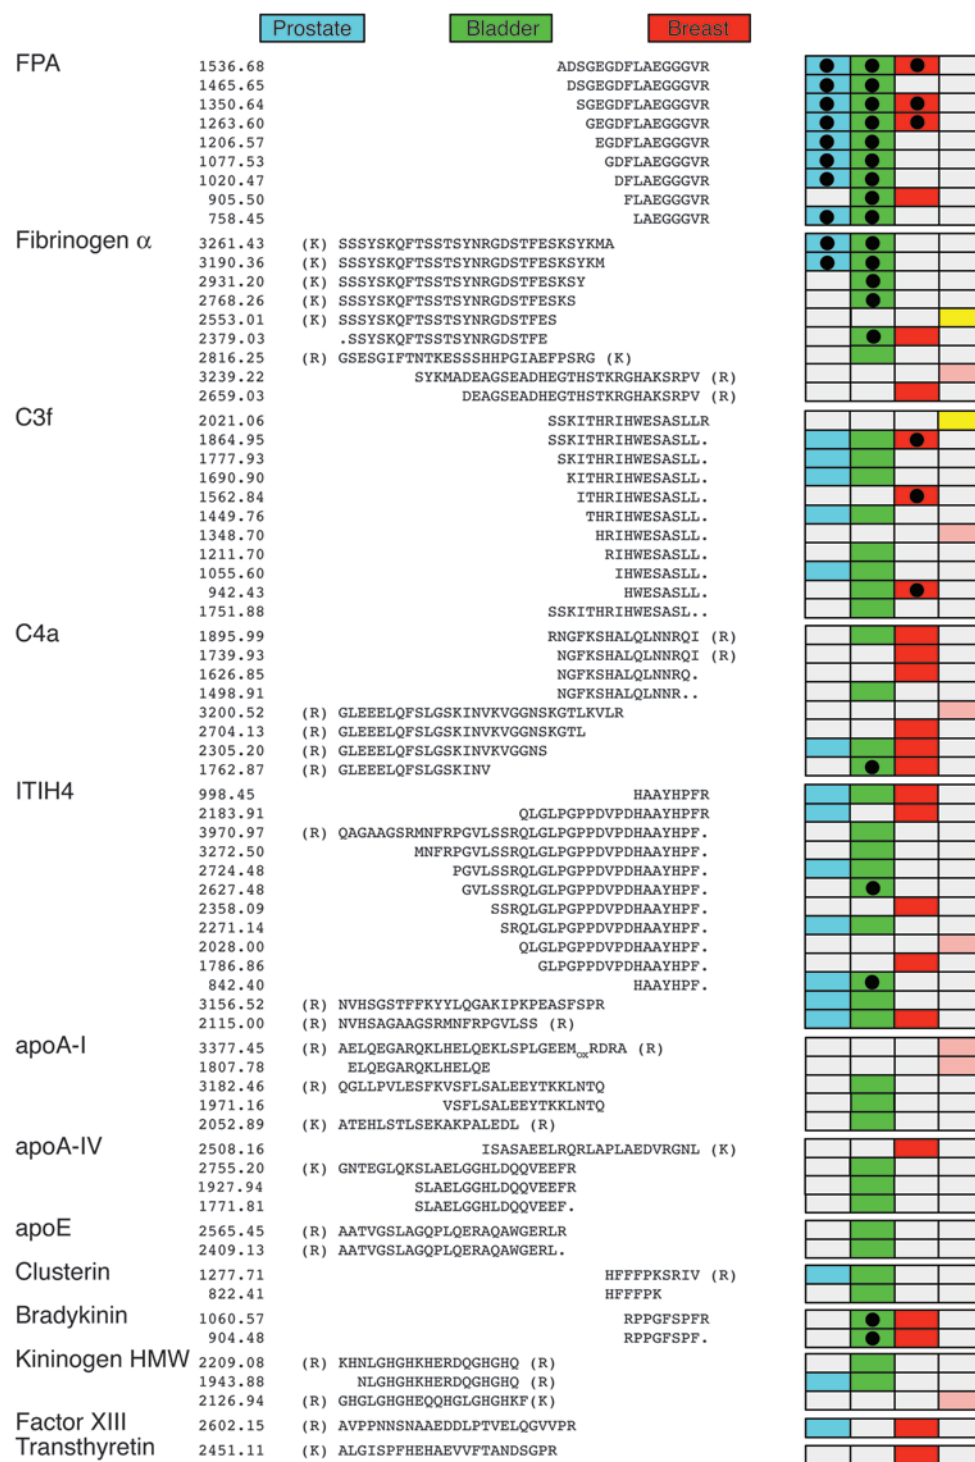 Prostate Bladder Breast
FPA 1536.68 ADSGEGDFLAEGGGVR
1465.65 DSGEGDFLAEGGGVR
1350.64 SGEGDFLAEGGGVR
1263.60 GEGDFLAEGGGVR
1206.57 EGDFLAEGGGVR
1077.53 GDFLAEGGGVR
1020.47 DFLAEGGGVR
905.50 FLAEGGGVR
758.45 LAEGGGVR
Fibrinogen α 3261.43 (K) SSSYSKQFTSSTSYNRGDSTFESKSYKMA
3190.36 (K) SSSYSKQFTSSTSYNRGDSTFESKSYKM
2931.20 (K) SSSYSKQFTSSTSYNRGDSTFESKSY
2768.26 (K) SSSYSKQFTSSTSYNRGDSTFESKS
2553.01 (K) SSSYSKQFTSSTSYNRGDSTFES
2379.03 .SSYSKQFTSSTSYNRGDSTFE
2816.25 (R) GSESGIFTNTKESSSHHPGIAEFPSRG (K)
3239.22 SYKMADEAGSEADHEGTHSTKRGHAKSRPV (R)
2659.03 DEAGSEADHEGTHSTKRGHAKSRPV (R)
C3f 2021.06 SSKITHRIHWESASLLR
1864.95 SSKITHRIHWESASLL.
1777.93 SKITHRIHWESASLL.
1690.90 KITHRIHWESASLL.
1562.84 ITHRIHWESASLL.
1449.76 THRIHWESASLL.
1348.70 HRIHWESASLL.
1211.70 RIHWESASLL.
1055.60 IHWESASLL.
942.43 HWESASLL.
1751.88 SSKITHRIHWESASL..
C4a 1895.99 RNGFKSHALQLNNRQI (R)
1739.93 NGFKSHALQLNNRQI (R)
1626.85 NGFKSHALQLNNRQ.
1498.91 NGFKSHALQLNNR..
3200.52 (R) GLEEELQFSLGSKINVKVGGNSKGTLKVLR
2704.13 (R) GLEEELQFSLGSKINVKVGGNSKGTL
2305.20 (R) GLEEELQFSLGSKINVKVGGNS
1762.87 (R) GLEEELQFSLGSKINV
ITIH4 998.45 HAAYHPFR
2183.91 QLGLPGPPDVPDHAAYHPFR
3970.97 (R) QAGAAGSRMNFRPGVLSSRQLGLPGPPDVPDHAAYHPF.
3272.50 MNFRPGVLSSRQLGLPGPPDVPDHAAYHPF.
2724.48 PGVLSSRQLGLPGPPDVPDHAAYHPF.
2627.48 GVLSSRQLGLPGPPDVPDHAAYHPF.
2358.09 SSRQLGLPGPPDVPDHAAYHPF.
2271.14 SRQLGLPGPPDVPDHAAYHPF.
2028.00 QLGLPGPPDVPDHAAYHPF.
1786.86 GLPGPPDVPDHAAYHPF.
842.40 HAAYHPF.
3156.52 (R) NVHSGSTFFKYYLQGAKIPKPEASFSPR
2115.00 (R) NVHSAGAAGSRMNFRPGVLSS (R)
apoA-I 3377.45 (R) AELQEGARQKLHELQEKLSPLGEEMoxRDRA (R)
1807.78 ELQEGARQKLHELQE
3182.46 (R) QGLLPVLESFKVSFLSALEEYTKKLNTQ
1971.16 VSFLSALEEYTKKLNTQ
2052.89 (K) ATEHLSTLSEKAKPALEDL (R)
apoA-IV 2508.16 ISASAEELRQRLAPLAEDVRGNL (K)
2755.20 (K) GNTEGLQKSLAELGGHLDQQVEEFR
1927.94 SLAELGGHLDQQVEEFR
1771.81 SLAELGGHLDQQVEEF.
apoE 2565.45 (R) AATVGSLAGQPLQERAQAWGERLR
2409.13 (R) AATVGSLAGQPLQERAQAWGERL.
Clusterin 1277.71 HFFFPKSRIV (R)
822.41 HFFFPK
Bradykinin 1060.57 RPPGFSPFR
904.48 RPPGFSPF.
Kininogen HMW 2209.08 (R) KHNLGHGHKHERDQGHGHQ (R)
1943.88 NLGHGHKHERDQGHGHQ (R)
2126.94 (R) GHGLGHGHEQQHGLGHGHKF(K)
Factor XIII 2602.15 (R) AVPPNNSNAAEDDLPTVELQGVVPR
Transthyretin 2451.11 (K) ALGISPFHEHAEVVFTANDSGPR